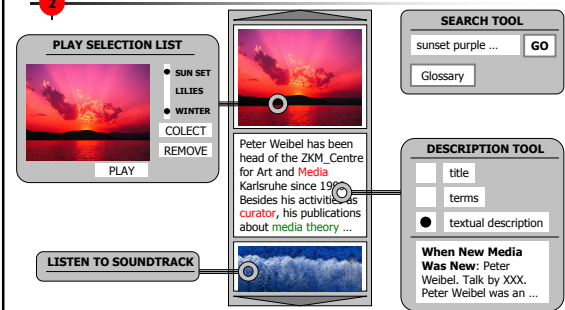 2
PLAY SELECTION LIST
SUN SET
LILIES
WINTER
COLECT
REMOVE
PLAY
LISTEN TO SOUNDTRACK
Peter Weibel has been
head of the ZKM_Centre
for Art and Media
Karlsruhe since
Besides his activities as
curator, his publications
about media theory ...
SEARCH TOOL
sunset purple ...
GO
Glossary
DESCRIPTION TOOL
title
terms
textual description
When New Media
Was New: Peter
Weibel. Talk by XXX.
Peter Weibel was an ...